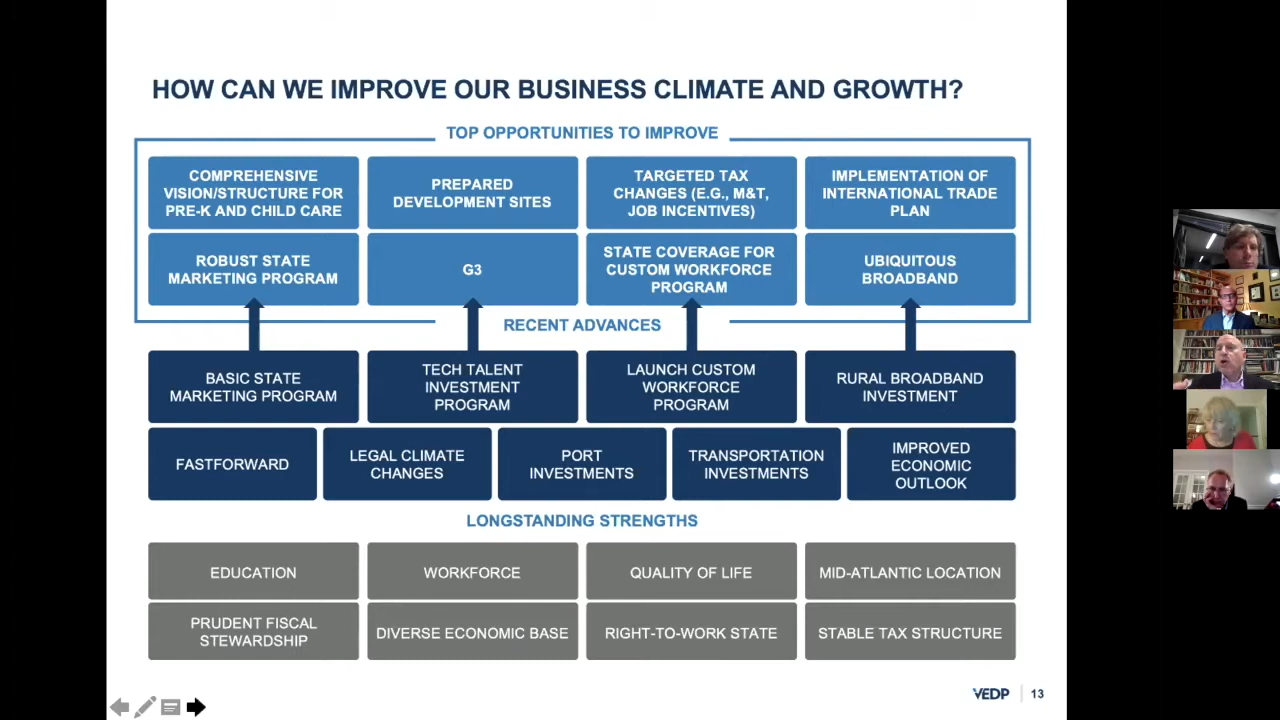 HOW CAN WE IMPROVE OUR BUSINESS CLIMATE AND GROWTH?
TOP OPPORTUNITIES TO IMPROVE
COMPREHENSIVE
VISION/STRUCTURE FOR
PRE-K AND CHILD CARE
PREPARED
DEVELOPMENT SITES
TARGETED TAX
CHANGES (E.G., M&T,
JOB INCENTIVES)
IMPLEMENTATION OF
INTERNATIONAL TRADE
PLAN
ROBUST STATE
MARKETING PROGRAM
G3
STATE COVERAGE FOR
CUSTOM WORKFORCE
PROGRAM
UBIQUITOUS
BROADBAND
RECENT ADVANCES
BASIC STATE
MARKETING PROGRAM
TECH TALENT
INVESTMENT
PROGRAM
LAUNCH CUSTOM
WORKFORCE
PROGRAM
RURAL BROADBAND
INVESTMENT
FASTFORWARD
LEGAL CLIMATE
CHANGES
PORT
INVESTMENTS
TRANSPORTATION
INVESTMENTS
IMPROVED
ECONOMIC
OUTLOOK
LONGSTANDING STRENGTHS
EDUCATION
WORKFORCE
QUALITY OF LIFE
MID-ATLANTIC LOCATION
PRUDENT FISCAL
STEWARDSHIP
DIVERSE ECONOMIC BASE
RIGHT-TO-WORK STATE
STABLE TAX STRUCTURE
VEDP
13